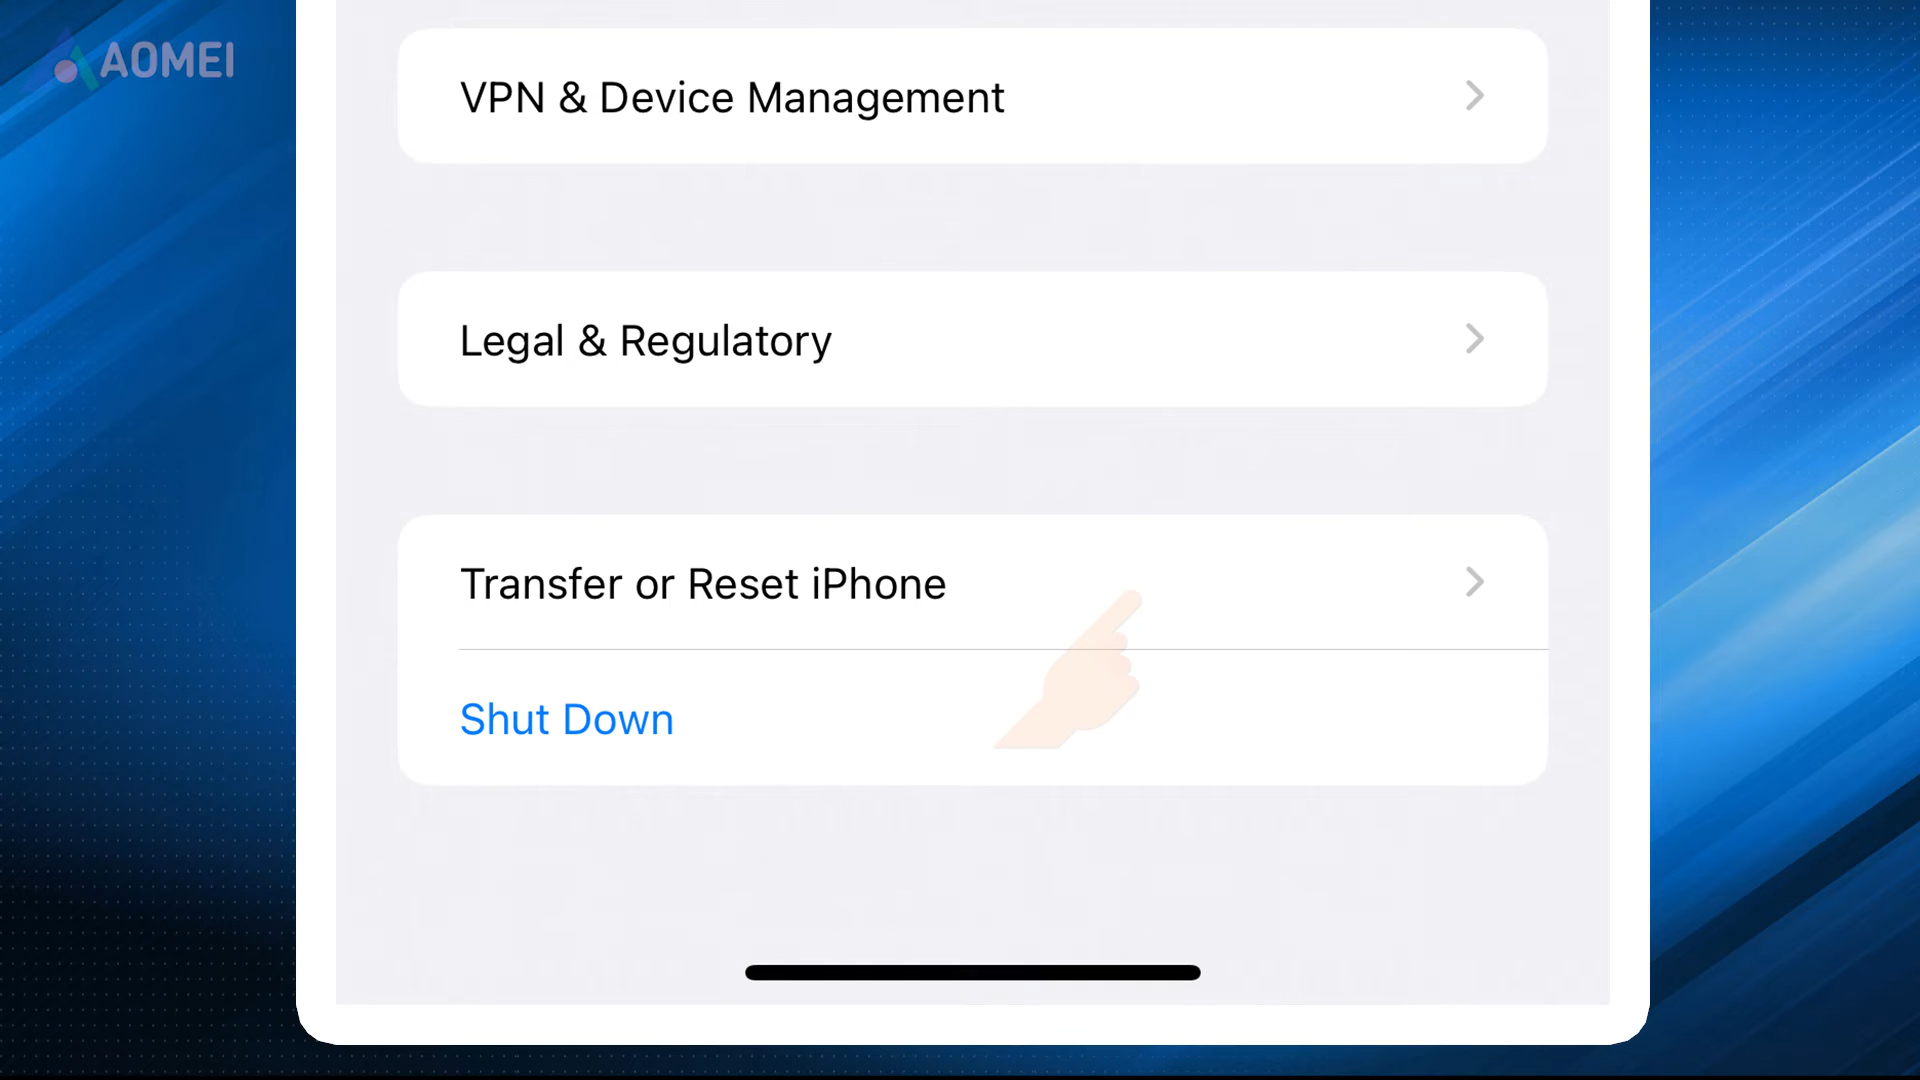 AOMEI
VPN & Device Management
Legal & Regulatory
Transfer or Reset iPhone
Shut Down